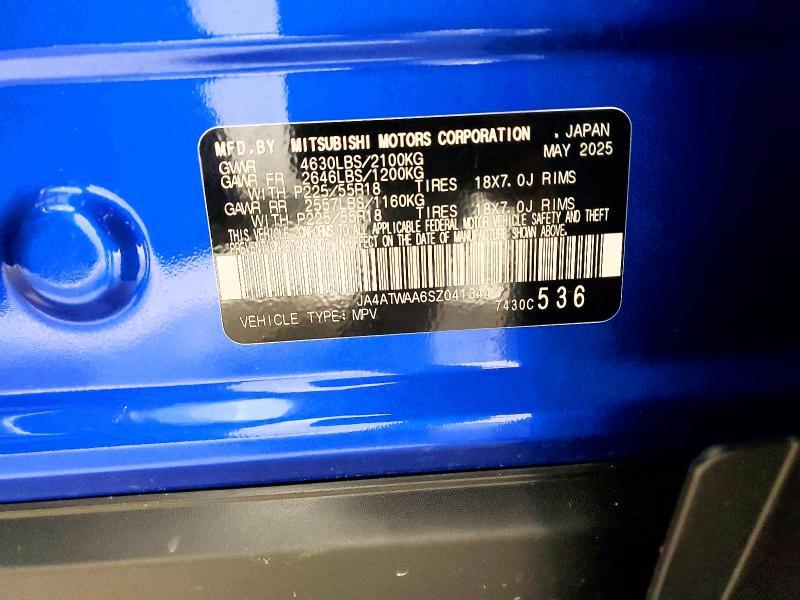 MFD.BY MITSUBISHI MOTORS CORPORATION . JAPAN
GVWR 4630LBS/2100KG MAY 2025
GAWR FR 2646LBS/1200KG
WITH P225/55R18 TIRES 18X7.0J RIMS
GAWR RR 2557LBS/1160KG
WITH P225/55R18 TIRES 18X7.0J RIMS
THIS VEHICLE CONFORMS TO ALL APPLICABLE FEDERAL MOTOR VEHICLE SAFETY AND THEFT
PREVENTION STANDARDS IN EFFECT ON THE DATE OF MANUFACTURE SHOWN ABOVE.
JA4ATWAA6SZ041344
VEHICLE TYPE: MPV 7430C 536